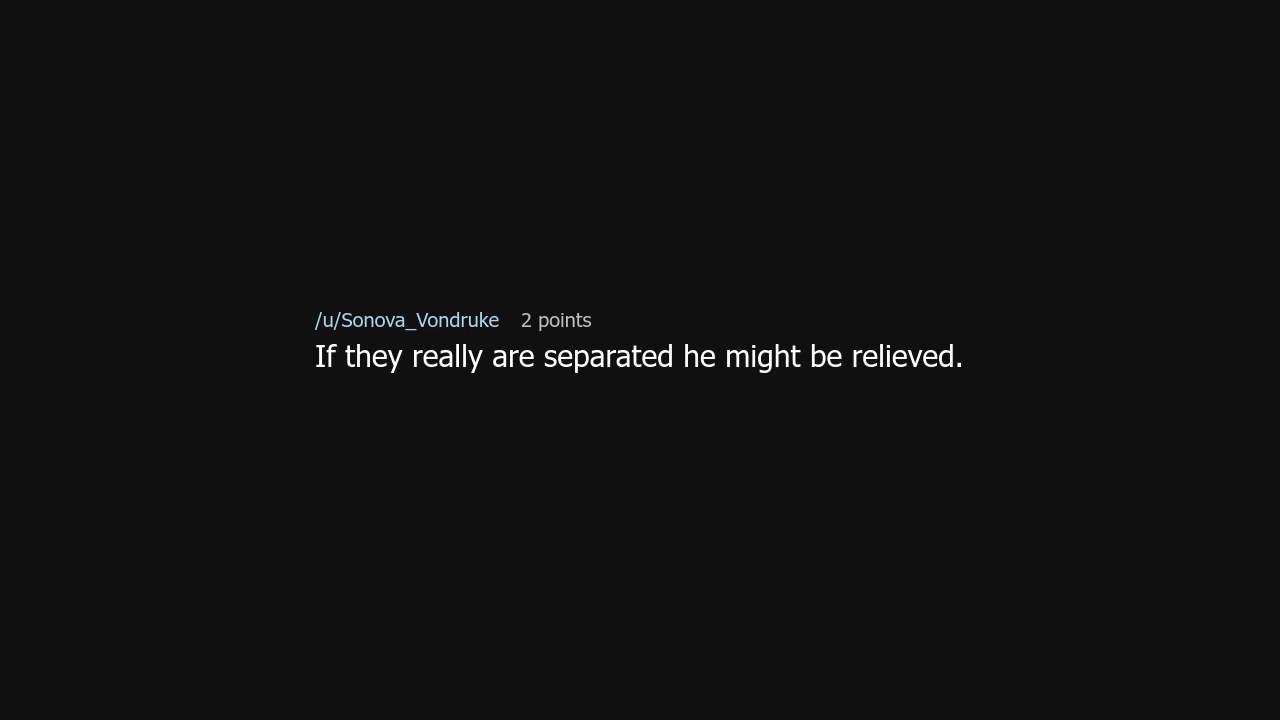 /u/Sonova_Vondruke 2 points
If they really are separated he might be relieved.